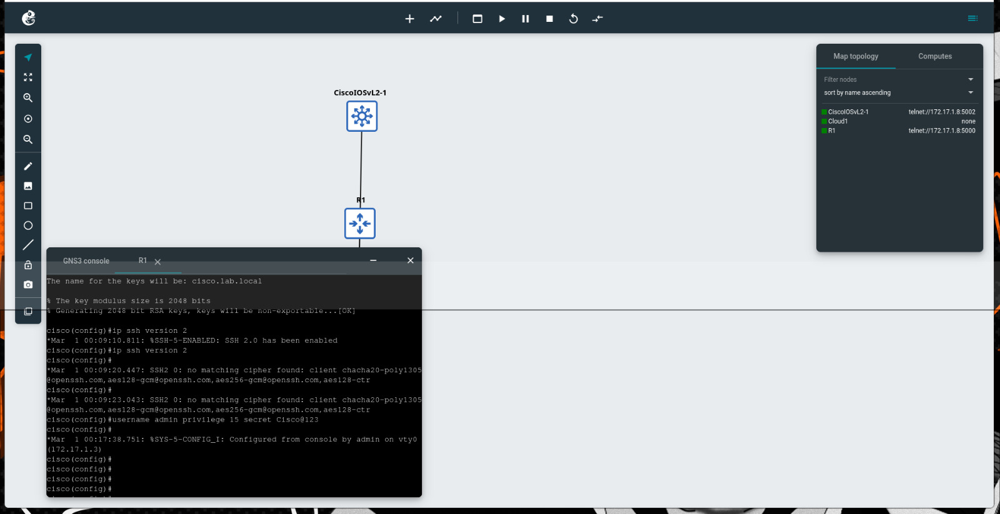 CiscoIOSvL2-1
R1
Map topology
Computes
Filter nodes
sort by name ascending
CiscoIOSvL2-1 telnet://172.17.1.8:5002
Cloud1 none
R1 telnet://172.17.1.8:5000
GNS3 console
R1
The name for the keys will be: cisco.lab.local
% The key modulus size is 2048 bits
% Generating 2048 bit RSA keys, keys will be non-exportable...[OK]
cisco(config)#ip ssh version 2
*Mar  1 00:09:10.811: %SSH-5-ENABLED: SSH 2.0 has been enabled
cisco(config)#ip ssh version 2
cisco(config)#
*Mar  1 00:09:20.447: SSH2 0: no matching cipher found: client chacha20-poly1305
@openssh.com,aes128-gcm@openssh.com,aes256-gcm@openssh.com,aes128-ctr
cisco(config)#
*Mar  1 00:09:23.043: SSH2 0: no matching cipher found: client chacha20-poly1305
@openssh.com,aes128-gcm@openssh.com,aes256-gcm@openssh.com,aes128-ctr
cisco(config)#username admin privilege 15 secret Cisco@123
cisco(config)#
*Mar  1 00:17:38.751: %SYS-5-CONFIG_I: Configured from console by admin on vty0
(172.17.1.3)
cisco(config)#
cisco(config)#
cisco(config)#
cisco(config)#